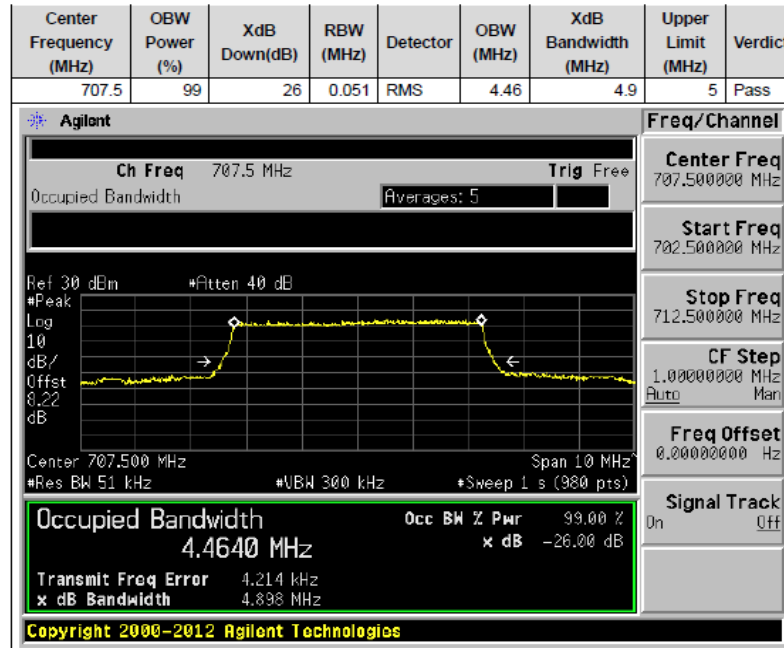 Center Frequency (MHz) OBW Power (%) XdB Down(dB) RBW (MHz) Detector OBW (MHz) XdB Bandwidth (MHz) Upper Limit (MHz) Verdic
707.5 99 26 0.051 RMS 4.46 4.9 5 Pass
Agilent
Freq/Channel
Ch Freq 707.5 MHz Trig Free
Occupied Bandwidth Averages: 5
Center Freq
707.500000 MHz
Start Freq
702.500000 MHz
Stop Freq
712.500000 MHz
CF Step
1.00000000 MHz
Auto Man
Freq Offset
0.00000000 Hz
Signal Track
On Off
Ref 30 dBm #Atten 40 dB
#Peak
Log
10
dB/
Offst
8.22
dB
Center 707.500 MHz Span 10 MHz
#Res BW 51 kHz #VBW 300 kHz #Sweep 1 s (980 pts)
Occupied Bandwidth Occ BW % Pwr 99.00 %
4.4640 MHz x dB -26.00 dB
Transmit Freq Error 4.214 kHz
x dB Bandwidth 4.898 MHz
Copyright 2000-2012 Agilent Technologies